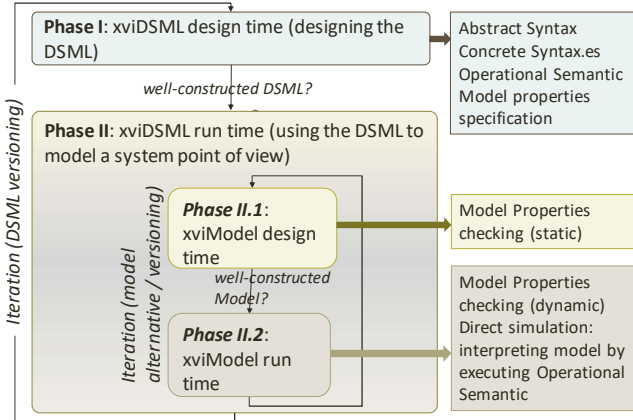 Phase I: xviDSML design time (designing the
DSML)
Abstract Syntax
Concrete Syntax.es
Operational Semantic
Model properties
specification
well-constructed DSML?
Iteration (DSML versioning)
Phase II: xviDSML run time (using the DSML to
model a system point of view)
Iteration (model
alternative / versioning)
Phase II.1:
xviModel design
time
Model Properties
checking (static)
well-constructed
Model?
Phase II.2:
xviModel run
time
Model Properties
checking (dynamic)
Direct simulation:
interpreting model by
executing Operational
Semantic